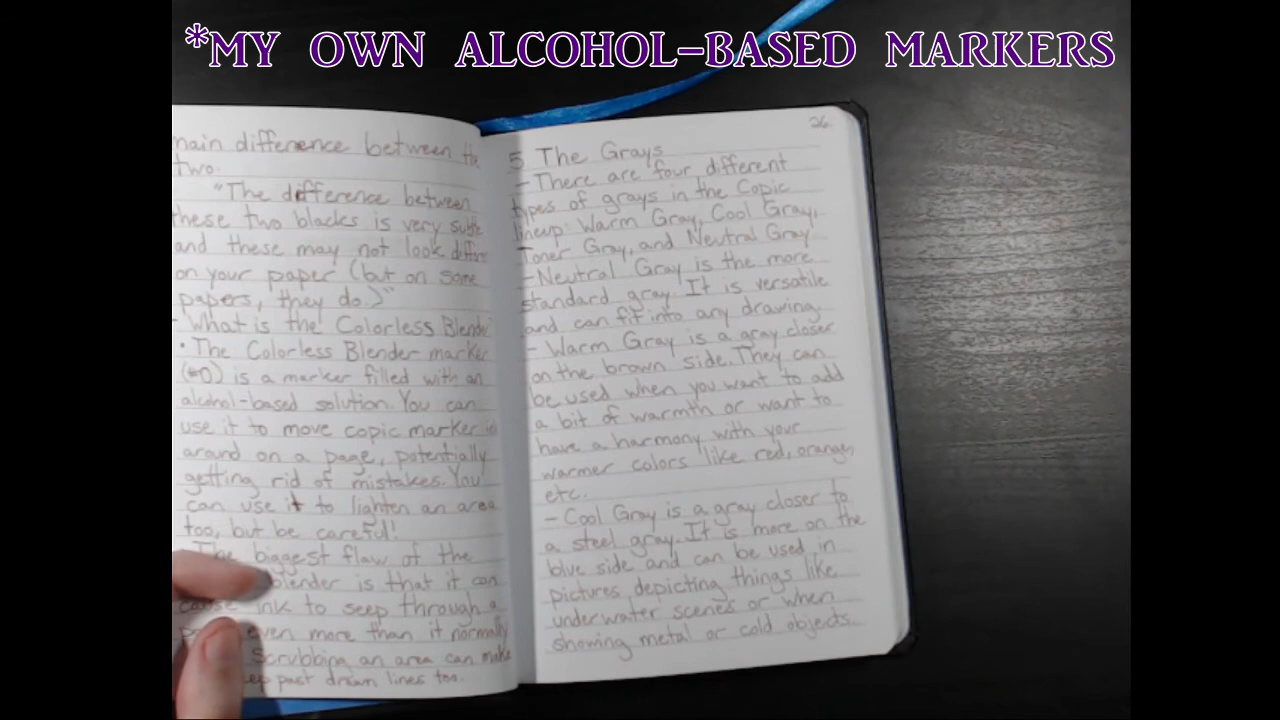 *MY OWN ALCOHOL-BASED MARKERS
main difference between the
two.
"The difference between
these two blacks is very subtle
and these may not look
on your paper (but on some
papers, they do.)"
- What is the Colorless Blender
• The Colorless Blender marker
(#0) is a marker filled with an
alcohol-based solution. You can
use it to move copic marker
around on a page, potentially
getting rid of mistakes. You
can use it to lighten an area
too, but be careful!
The biggest flaw of the
blender is that it can
cause ink to seep through a
even more than it normally
Scrubbing an area can make
past drawn lines too.
26
5 The Grays
- There are four different
types of grays in the Copic
lineup: Warm Gray, Cool Gray,
Toner Gray, and Neutral Gray
- Neutral Gray is the more
standard gray. It is versatile
and can fit into any drawing.
- Warm Gray is a gray closer
on the brown side. They can
be used when you want to add
a bit of warmth or want to
have a harmony with your
warmer colors like red, orange,
etc.
- Cool Gray is a gray closer to
a steel gray. It is more on the
blue side and can be used in
pictures depicting things like
underwater scenes or when
showing metal or cold objects.